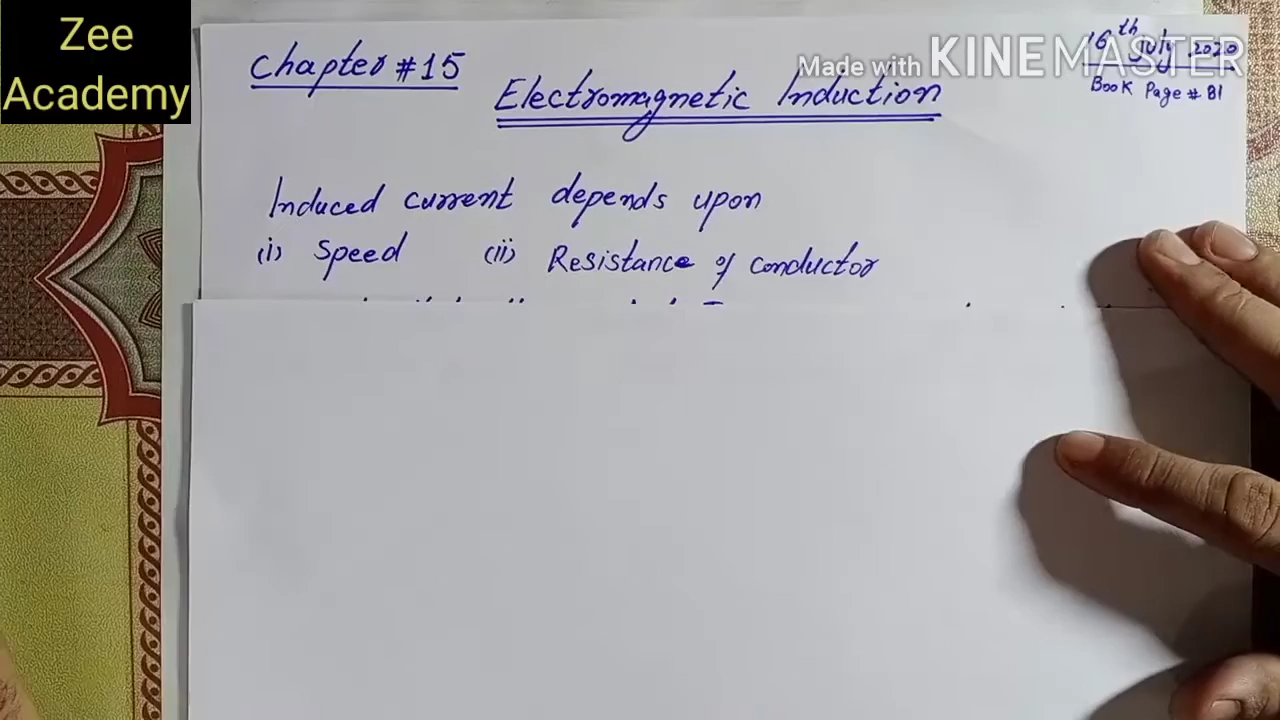 Zee
Academy
Chapter #15
16th July 2020
Made with KINEMASTER
Book Page # 81
Electromagnetic Induction
Induced current depends upon
(i) Speed (ii) Resistance of conductor